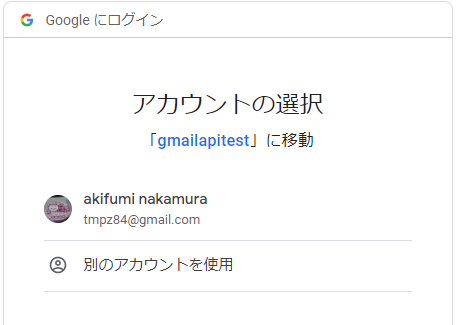 Google にログイン
アカウントの選択
「gmailapitest」に移動
akifumi nakamura
tmpz84@gmail.com
別のアカウントを使用